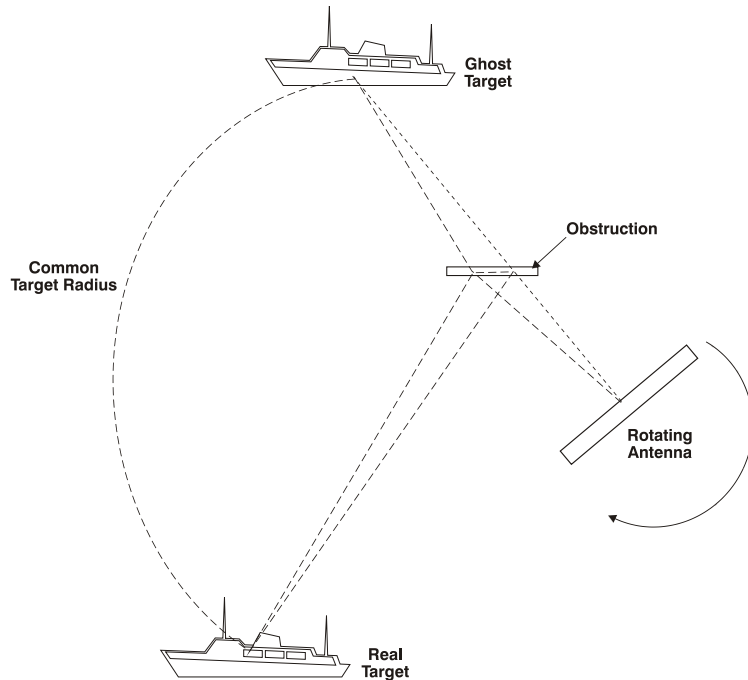 Ghost
Target
Obstruction
Common
Target Radius
Rotating
Antenna
Real
Target